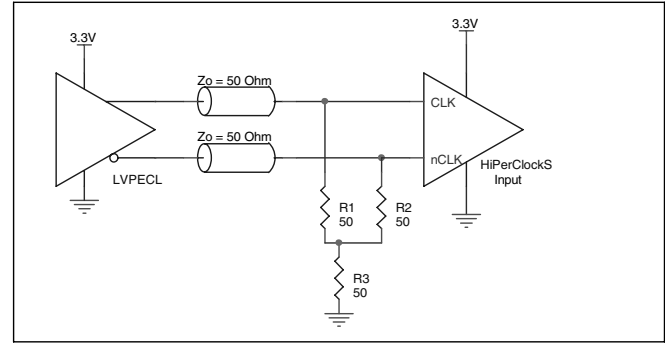 3.3V
3.3V
Zo = 50 Ohm
CLK
Zo = 50 Ohm
nCLK
LVPECL
HiPerClockS
Input
R1
50
R2
50
R3
50